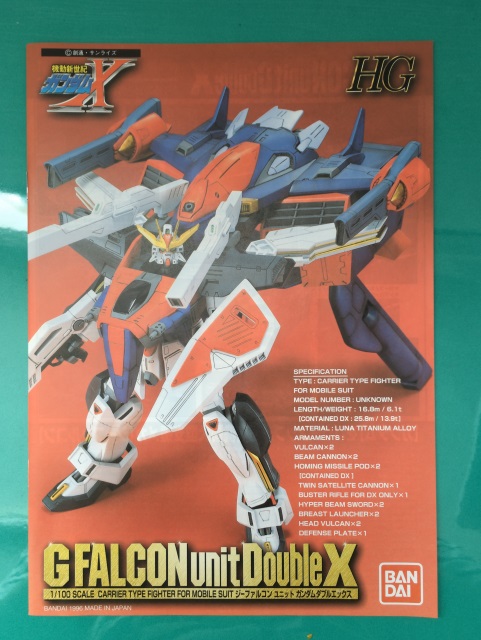 ©創通・サンライズ
機動新世紀
ガンダムX
HG
SPECIFICATION
TYPE : CARRIER TYPE FIGHTER
FOR MOBILE SUIT
MODEL NUMBER : UNKNOWN
LENGTH/WEIGHT : 16.8m / 6.1t
[CONTAINED DX : 25.8m / 13.9t]
MATERIAL : LUNA TITANIUM ALLOY
ARMAMENTS :
VULCAN×2
BEAM CANNON×2
HOMING MISSILE POD×2
[CONTAINED DX]
TWIN SATELLITE CANNON×1
BUSTER RIFLE FOR DX ONLY×1
HYPER BEAM SWORD×2
BREAST LAUNCHER×2
HEAD VULCAN×2
DEFENSE PLATE×1
G FALCON unit Double X
1/100 SCALE CARRIER TYPE FIGHTER FOR MOBILE SUIT ジーファルコン ユニット ガンダムダブルエックス
BANDAI 1996 MADE IN JAPAN
BAN
DAI